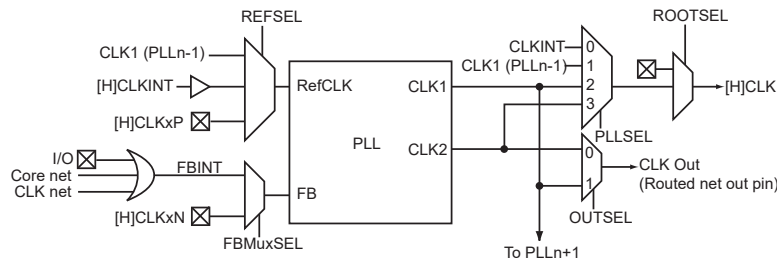 REFSEL
ROOTSEL
CLK1 (PLLn-1)
CLKINT
0
CLK1 (PLLn-1)
1
[H]CLKINT
RefCLK
CLK1
2
[H]CLK
3
[H]CLKxP
PLLSEL
PLL
I/O
CLK2
0
CLK Out
Core net
FBINT
(Routed net out pin)
CLK net
FB
1
[H]CLKxN
OUTSEL
FBMuxSEL
To PLLn+1